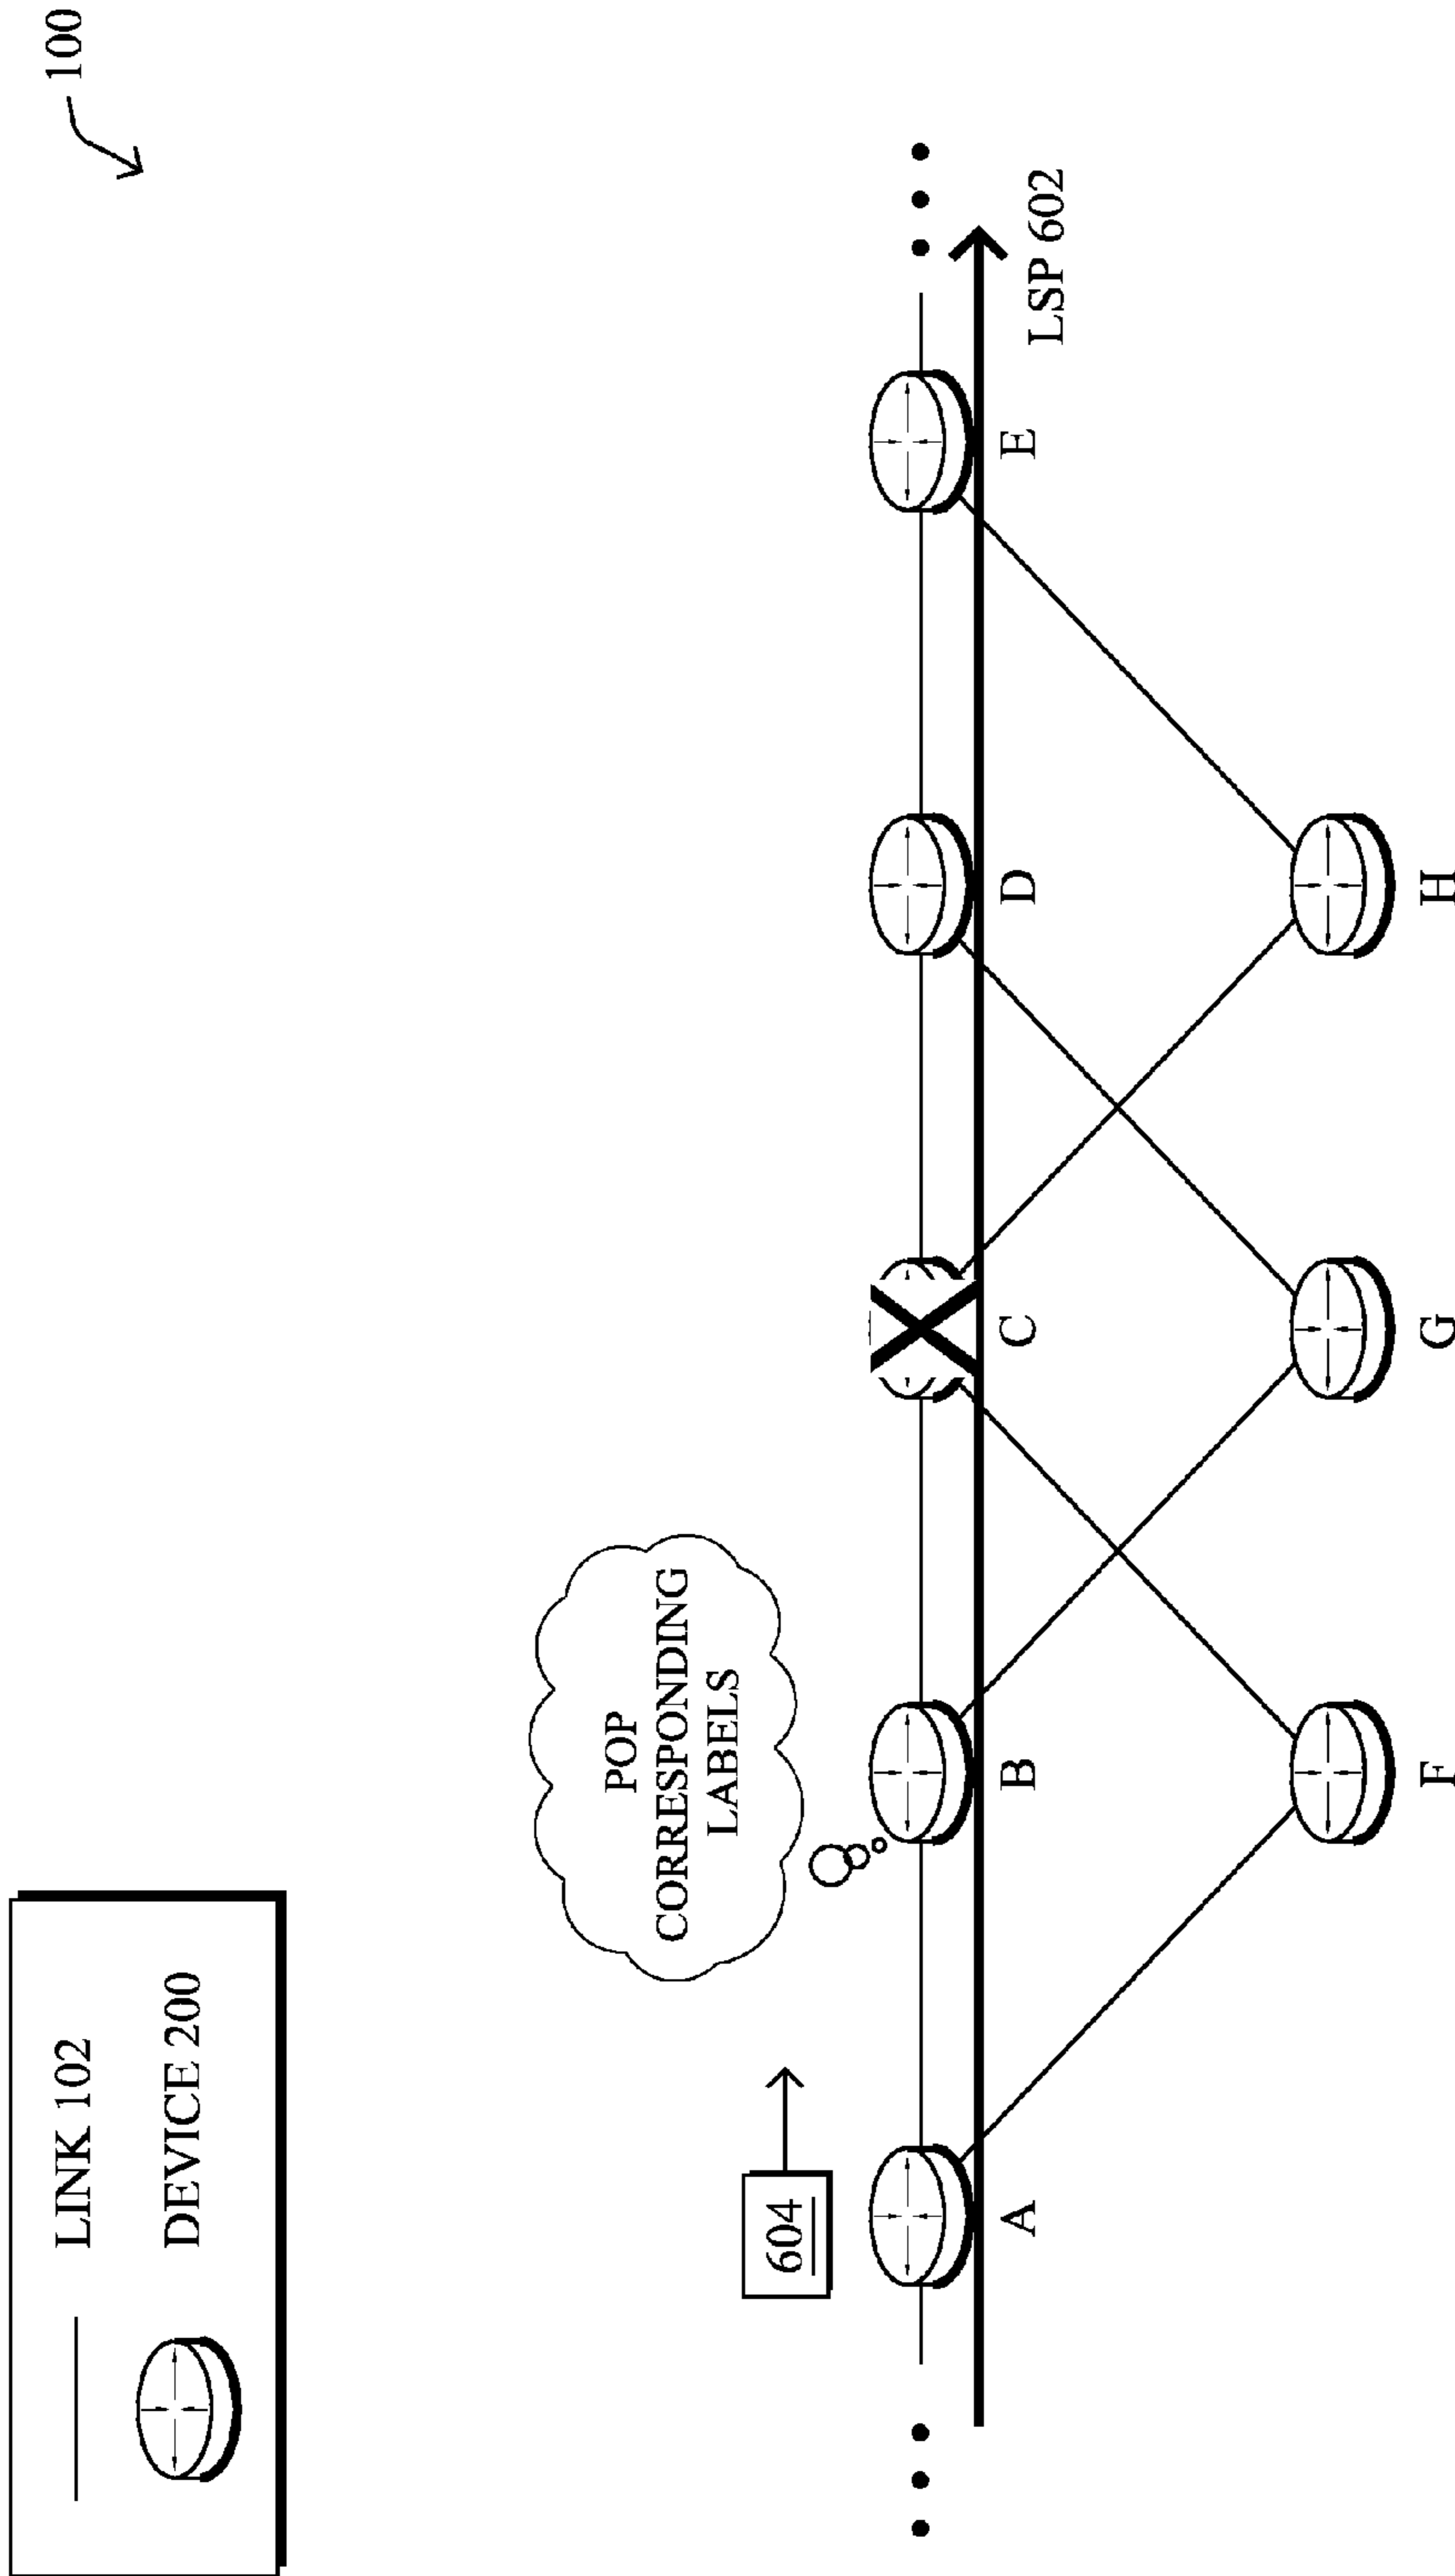 100
LINK 102
DEVICE 200
POP
CORRESPONDING
LABELS
604
A
B
C
D
E
LSP 602
F
G
H